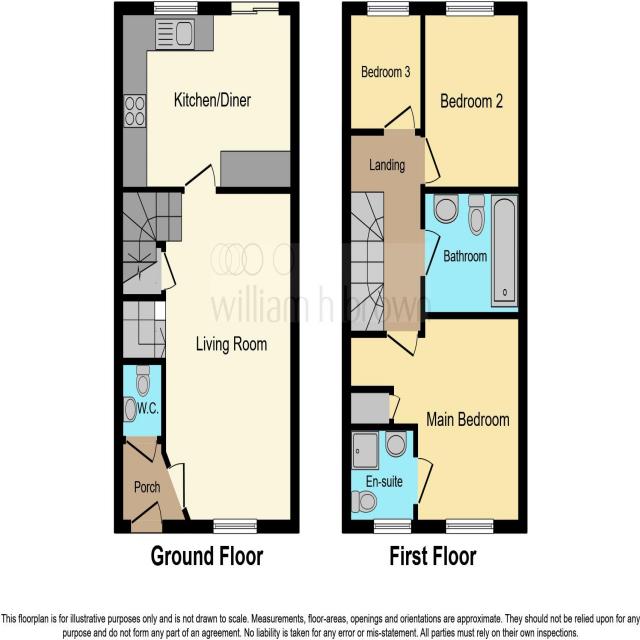 Kitchen/Diner
Living Room
W.C.
Porch
Ground Floor
Bedroom 3
Bedroom 2
Landing
Bathroom
Main Bedroom
En-suite
First Floor
william h brown
This floorplan is for illustrative purposes only and is not drawn to scale. Measurements, floor-areas, openings and orientations are approximate. They should not be relied upon for any
purpose and do not form any part of an agreement. No liability is taken for any error or mis-statement. All parties must rely on their own inspections.